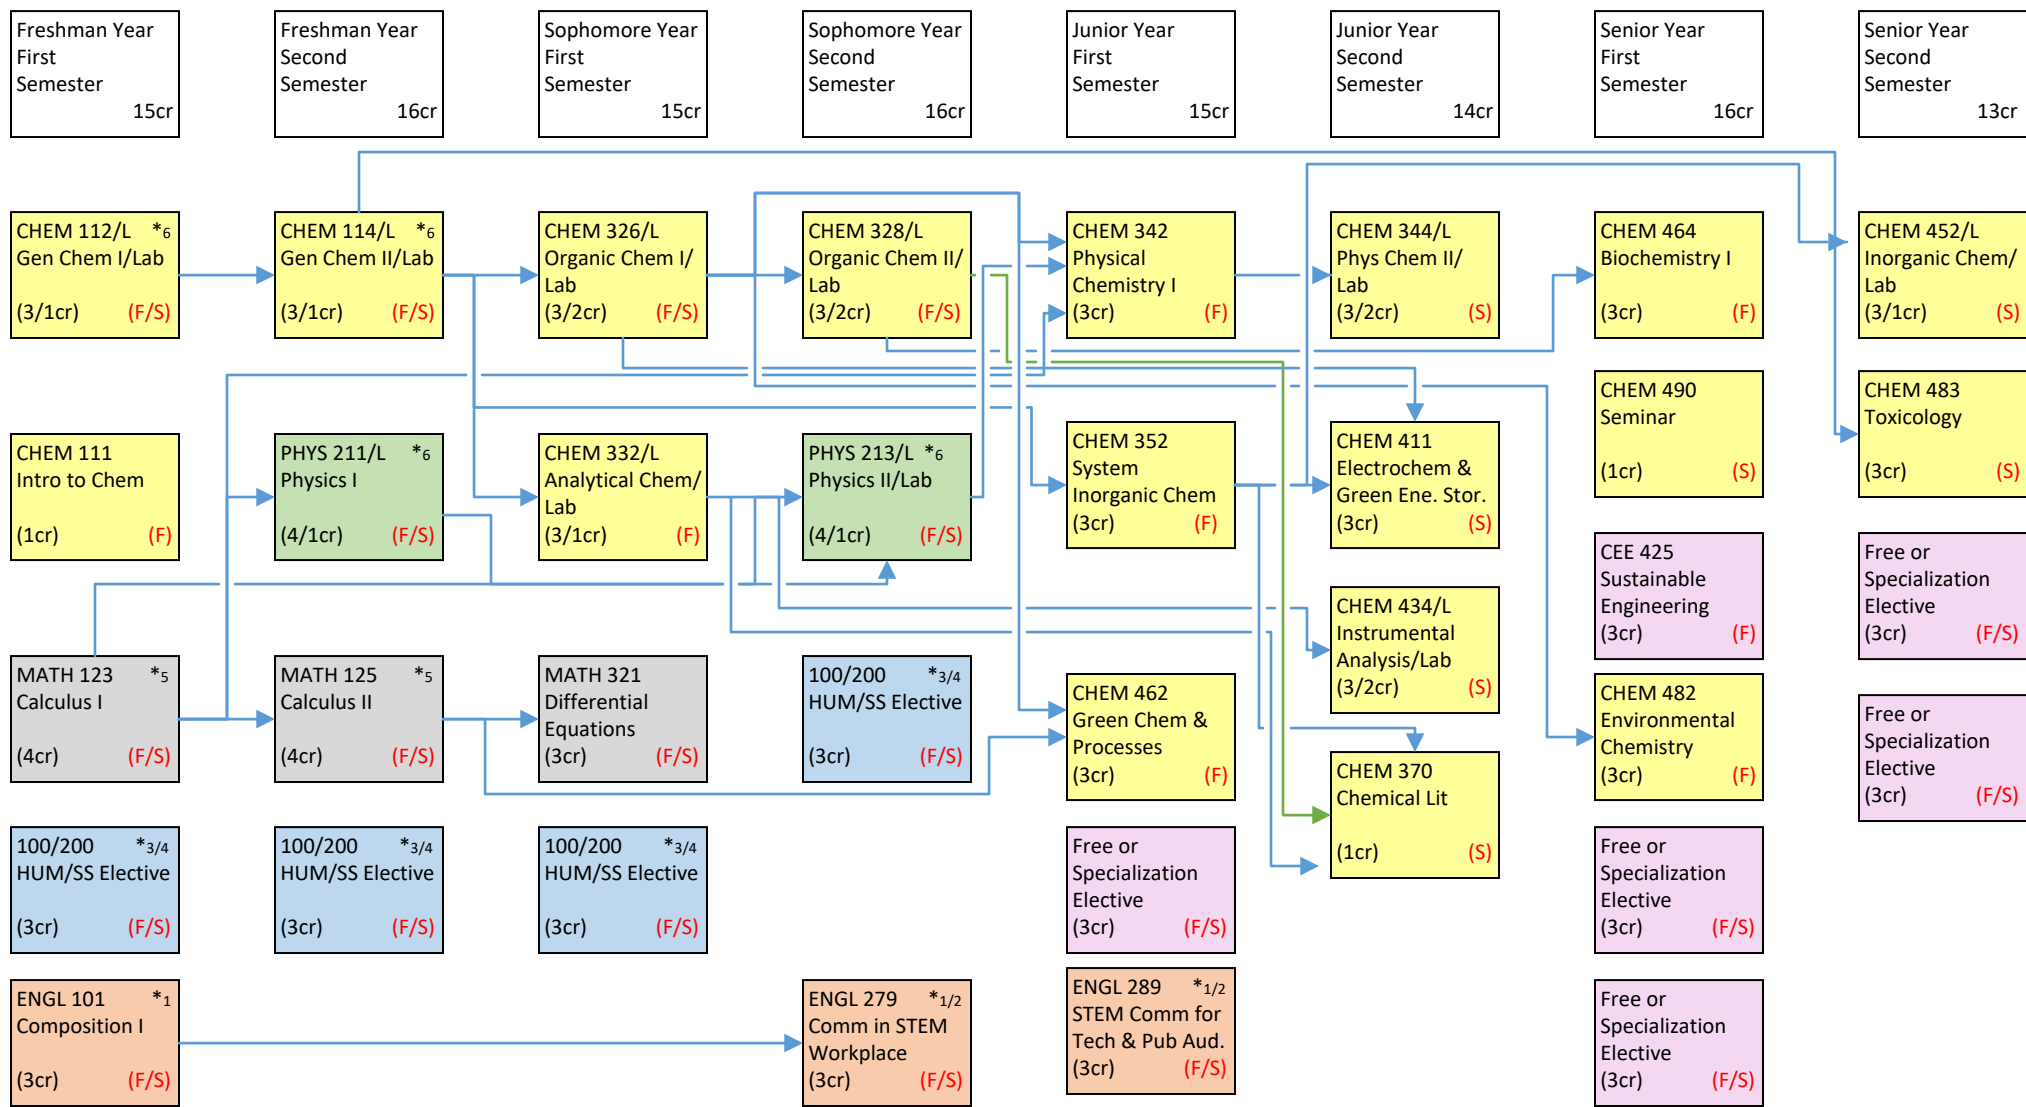 Freshman Year
First
Semester
15cr
Freshman Year
Second
Semester
16cr
Sophomore Year
First
Semester
15cr
Sophomore Year
Second
Semester
16cr
Junior Year
First
Semester
15cr
Junior Year
Second
Semester
14cr
Senior Year
First
Semester
16cr
Senior Year
Second
Semester
13cr
CHEM 112/L *6
Gen Chem I/Lab
(3/1cr) (F/S)
CHEM 114/L *6
Gen Chem II/Lab
(3/1cr) (F/S)
CHEM 326/L
Organic Chem I/
Lab
(3/2cr) (F/S)
CHEM 328/L
Organic Chem II/
Lab
(3/2cr) (F/S)
CHEM 342
Physical
Chemistry I
(3cr) (F)
CHEM 344/L
Phys Chem II/
Lab
(3/2cr) (S)
CHEM 464
Biochemistry I
(3cr) (F)
CHEM 452/L
Inorganic Chem/
Lab
(3/1cr) (S)
CHEM 490
Seminar
(1cr) (S)
CHEM 483
Toxicology
(3cr) (S)
CHEM 111
Intro to Chem
(1cr) (F)
PHYS 211/L *6
Physics I
(4/1cr) (F/S)
CHEM 332/L
Analytical Chem/
Lab
(3/1cr) (F)
PHYS 213/L *6
Physics II/Lab
(4/1cr) (F/S)
CHEM 352
System
Inorganic Chem
(3cr) (F)
CHEM 411
Electrochem &
Green Ene. Stor.
(3cr) (S)
CEE 425
Sustainable
Engineering
(3cr) (F)
Free or
Specialization
Elective
(3cr) (F/S)
CHEM 434/L
Instrumental
Analysis/Lab
(3/2cr) (S)
MATH 123 *5
Calculus I
(4cr) (F/S)
MATH 125 *5
Calculus II
(4cr) (F/S)
MATH 321
Differential
Equations
(3cr) (F/S)
100/200 *3/4
HUM/SS Elective
(3cr) (F/S)
CHEM 462
Green Chem &
Processes
(3cr) (F)
CHEM 370
Chemical Lit
(1cr) (S)
CHEM 482
Environmental
Chemistry
(3cr) (F)
Free or
Specialization
Elective
(3cr) (F/S)
100/200 *3/4
HUM/SS Elective
(3cr) (F/S)
100/200 *3/4
HUM/SS Elective
(3cr) (F/S)
100/200 *3/4
HUM/SS Elective
(3cr) (F/S)
Free or
Specialization
Elective
(3cr) (F/S)
Free or
Specialization
Elective
(3cr) (F/S)
ENGL 101 *1
Composition I
(3cr) (F/S)
ENGL 279 *1/2
Comm in STEM
Workplace
(3cr) (F/S)
ENGL 289 *1/2
STEM Comm for
Tech & Pub Aud.
(3cr) (F/S)
Free or
Specialization
Elective
(3cr) (F/S)